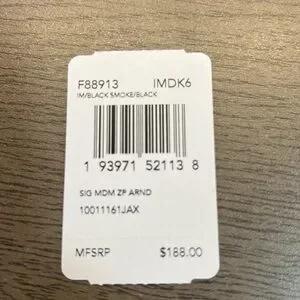 F88913 IMDK6
IM/BLACK SMOKE/BLACK
1 93971 52113 8
SIG MDM ZP ARND
10011161JAX
MFSRP $188.00